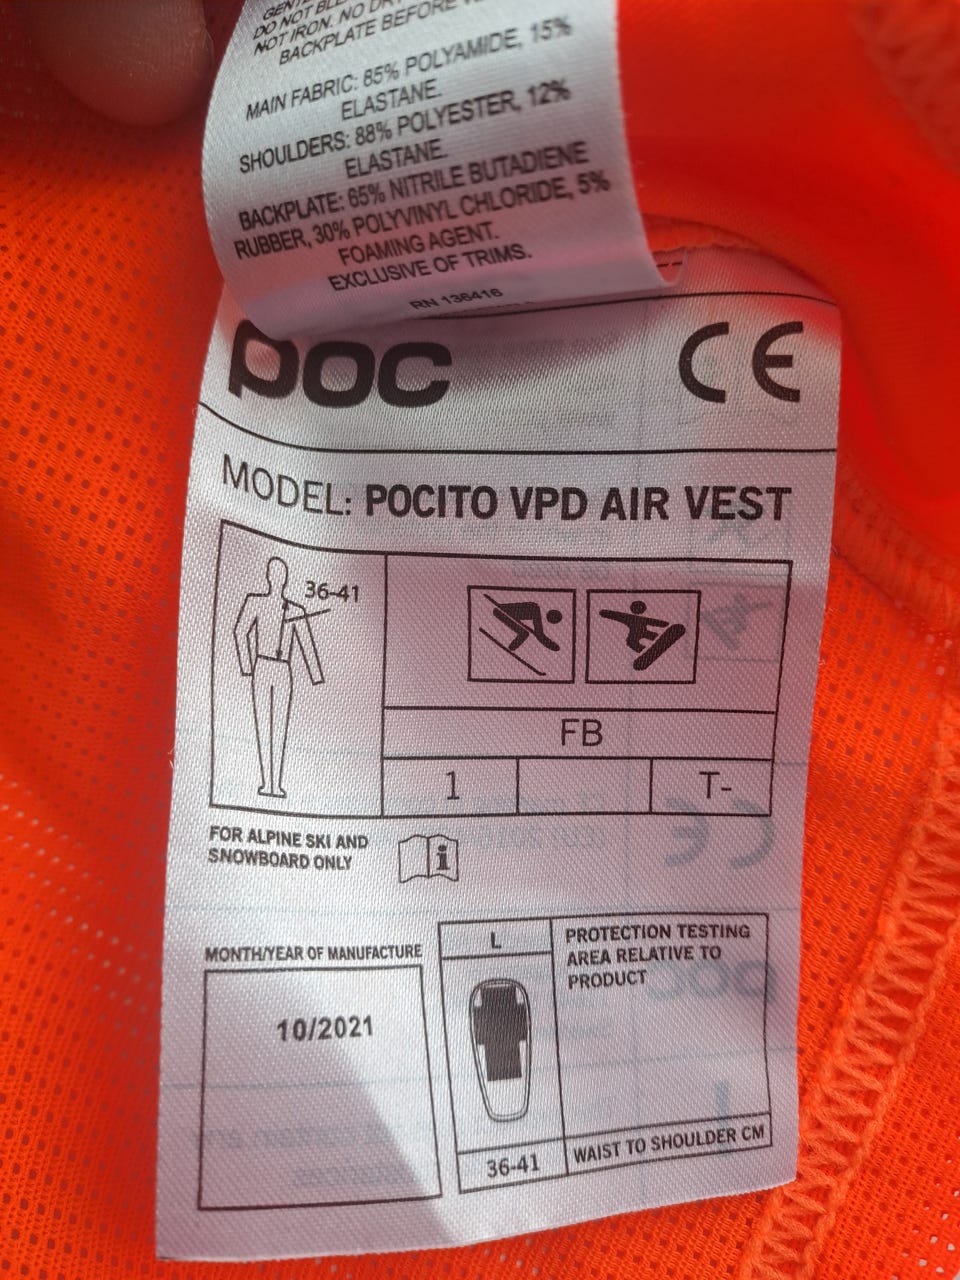 DO NOT
NOT IRON. NO
BACKPLATE BEFORE
MAIN FABRIC: 85% POLYAMIDE, 15%
ELASTANE.
SHOULDERS: 88% POLYESTER, 12%
ELASTANE.
BACKPLATE: 65% NITRILE BUTADIENE
RUBBER, 30% POLYVINYL CHLORIDE, 5%
FOAMING AGENT.
EXCLUSIVE OF TRIMS.
RN 136416
POC
CE
MODEL: POCITO VPD AIR VEST
36-41
FB
1
T-
FOR ALPINE SKI AND
SNOWBOARD ONLY
i
MONTH/YEAR OF MANUFACTURE
10/2021
L
PROTECTION TESTING
AREA RELATIVE TO
PRODUCT
36-41
WAIST TO SHOULDER CM